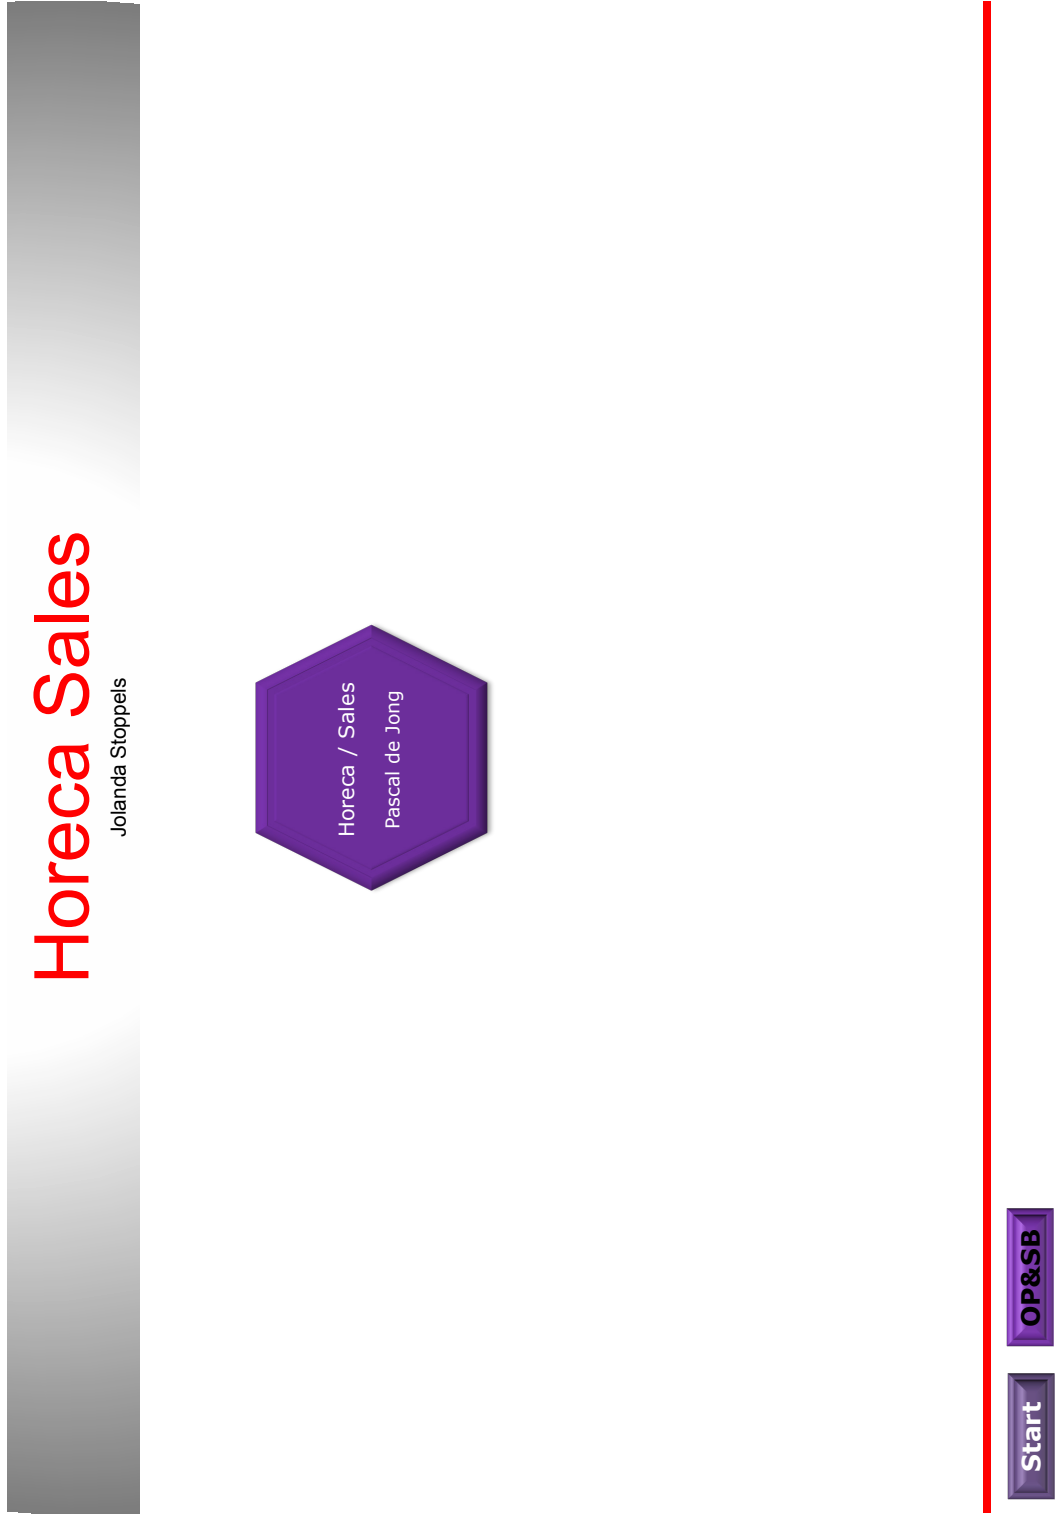 Horeca Sales
Jolanda Stoppels
Horeca / Sales
Pascal de Jong
Start
OP&SB